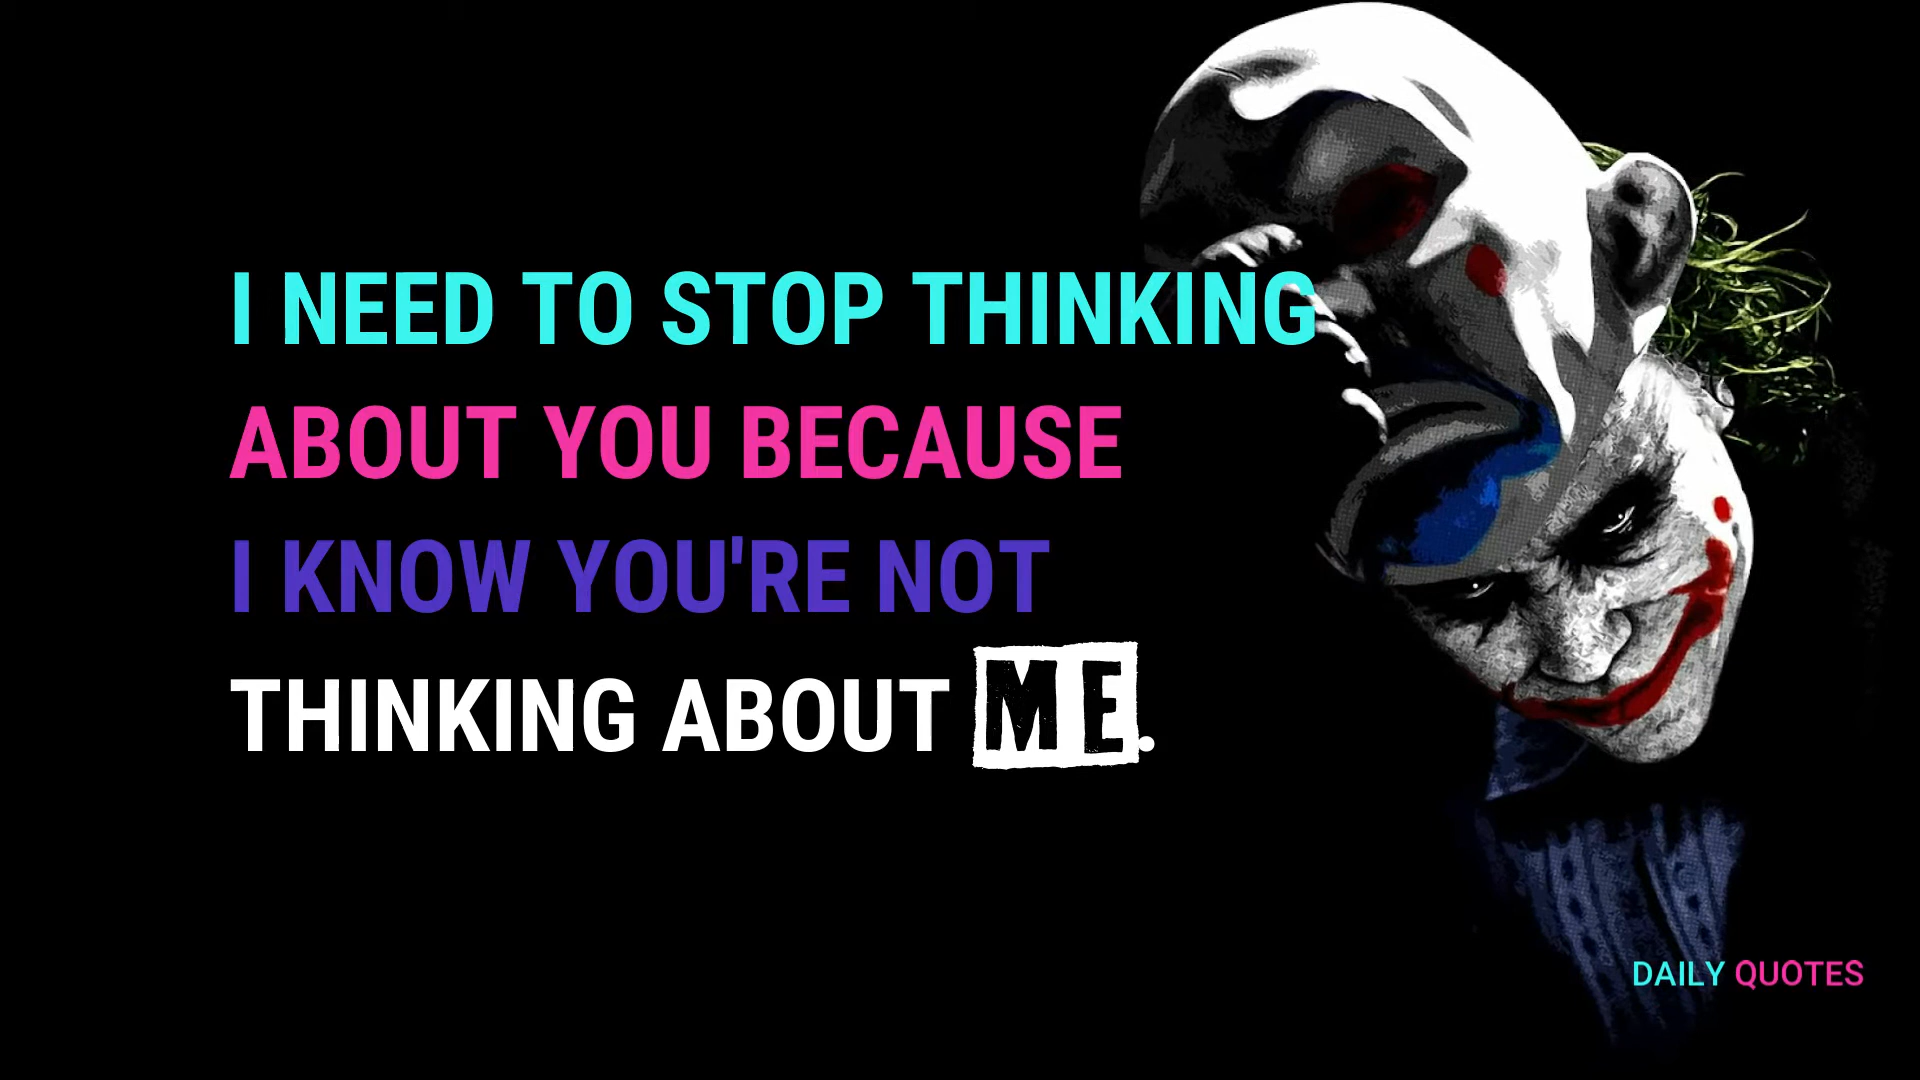 I NEED TO STOP THINKING
ABOUT YOU BECAUSE
I KNOW YOU'RE NOT
THINKING ABOUT ME.
DAILY QUOTES